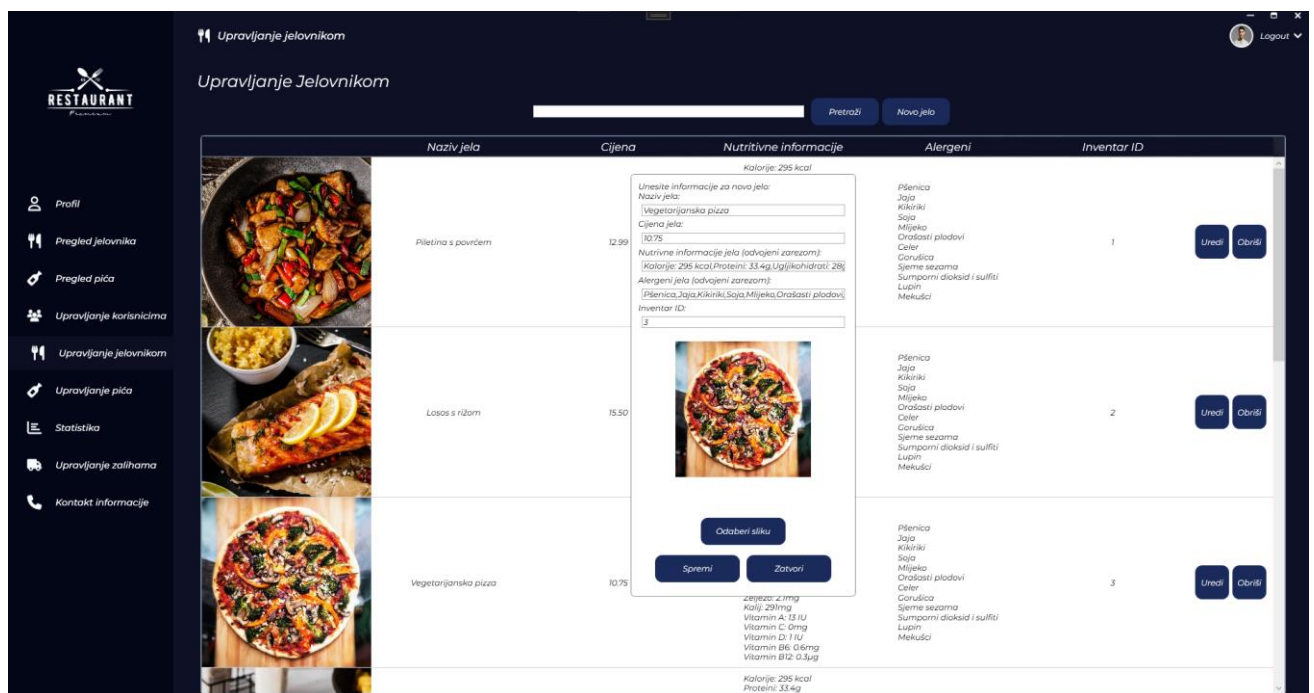 Upravljanje jelovnikom
Logout
RESTAURANT
Premium
Upravljanje Jelovnikom
Pretraži
Novo jelo
Naziv jela
Cijena
Nutritivne informacije
Alergeni
Inventar ID
Profil
Pregled jelovnika
Pregled pića
Upravljanje korisnicima
Upravljanje jelovnikom
Upravljanje pića
Statistika
Upravljanje zalihama
Kontakt informacije
Piletina s povrćem
12.99
Kalorije: 295 kcal
Pšenica
Jaja
Kikiriki
Soja
Mlijeko
Orašasti plodovi
Celer
Gorušica
Sjeme sezama
Sumporni dioksid i sulfiti
Lupin
Mekušci
1
Uredi
Obriši
Unesite informacije za novo jelo:
Naziv jela:
Vegetarijanska pizza
Cijena jela:
10.75
Nutrivne informacije jela (odvojeni zarezom):
Kalorije: 295 kcal,Proteini: 33.4g,Ugljikohidrati: 28g
Alergeni jela (odvojeni zarezom):
Pšenica,Jaja,Kikiriki,Soja,Mlijeko,Orašasti plodovi,
Inventar ID:
3
Odaberi sliku
Spremi
Zatvori
Losos s rižom
15.50
Pšenica
Jaja
Kikiriki
Soja
Mlijeko
Orašasti plodovi
Celer
Gorušica
Sjeme sezama
Sumporni dioksid i sulfiti
Lupin
Mekušci
2
Uredi
Obriši
Vegetarijanska pizza
10.75
Željezo: 2.1mg
Kalij: 291mg
Vitamin A: 13 IU
Vitamin C: 0mg
Vitamin D: 1 IU
Vitamin B6: 0.6mg
Vitamin B12: 0.3µg
Pšenica
Jaja
Kikiriki
Soja
Mlijeko
Orašasti plodovi
Celer
Gorušica
Sjeme sezama
Sumporni dioksid i sulfiti
Lupin
Mekušci
3
Uredi
Obriši
Kalorije: 295 kcal
Proteini: 33.4g